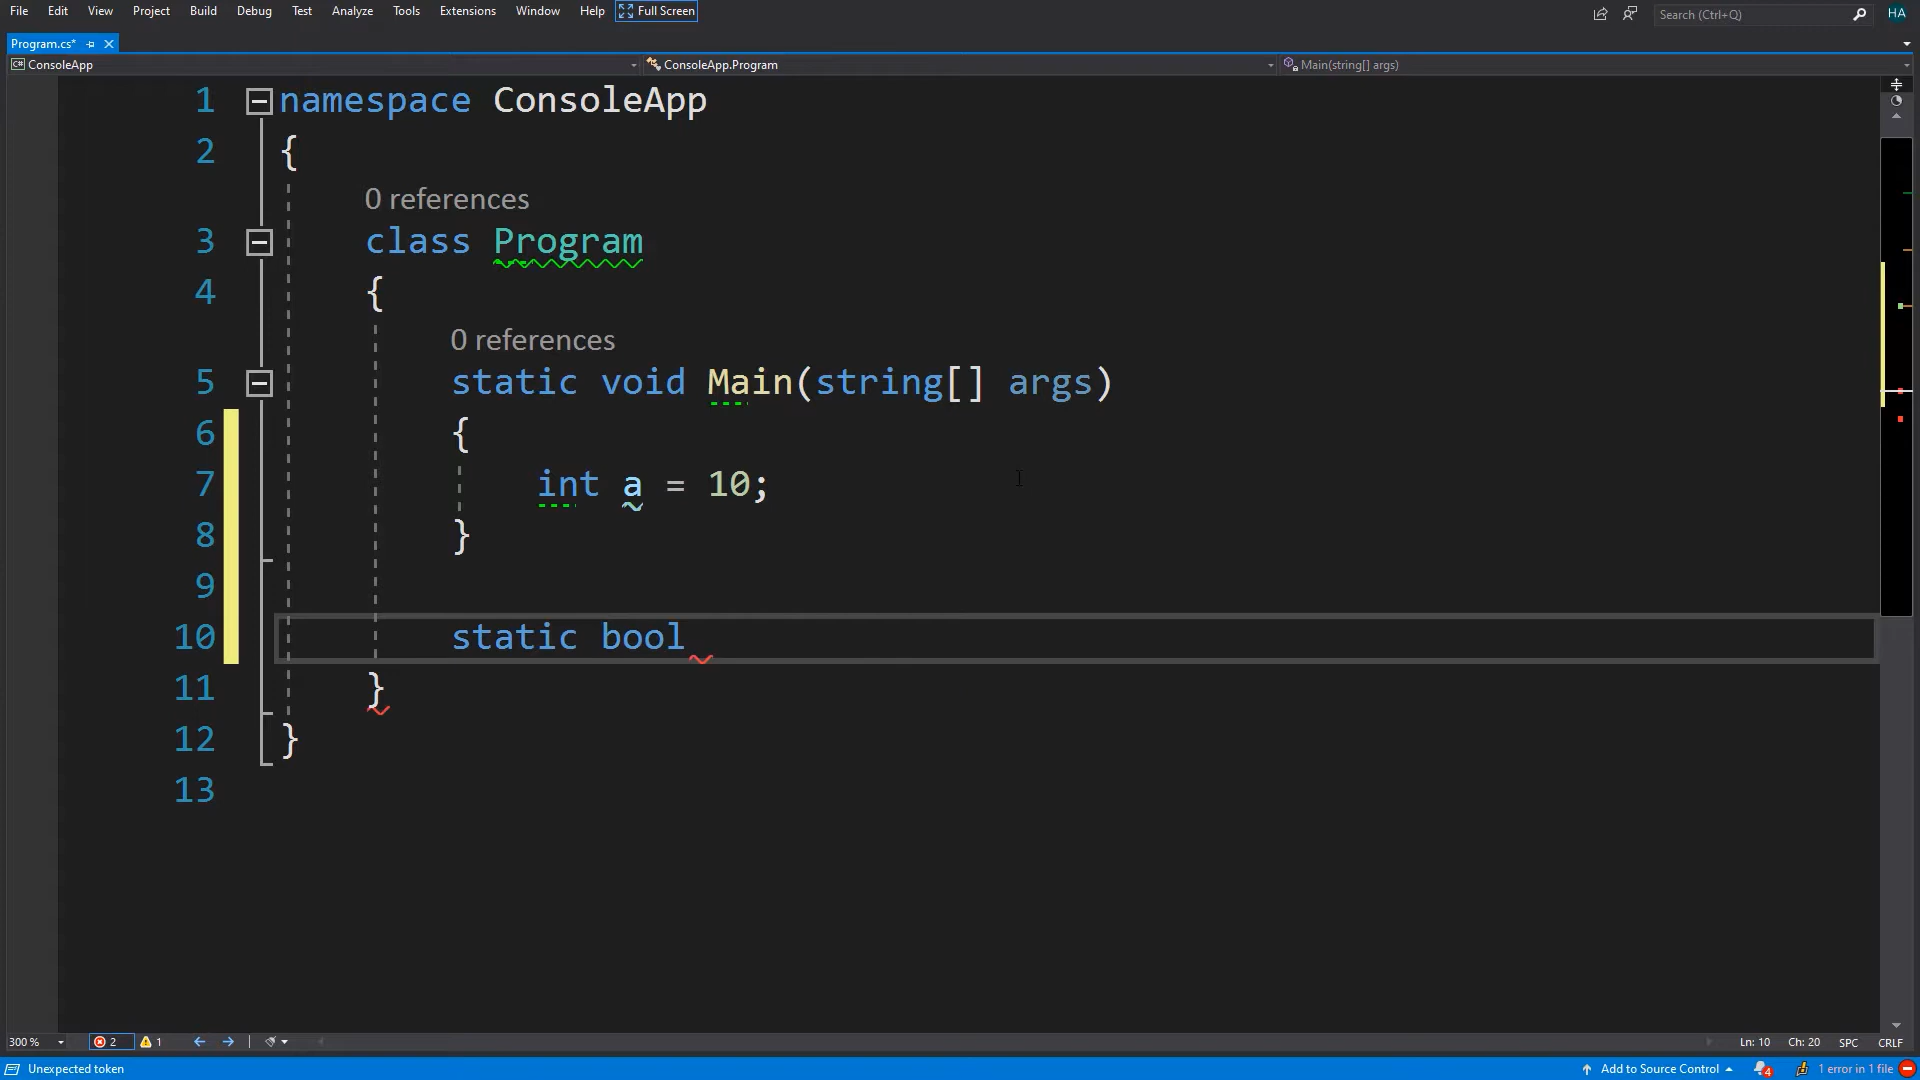 File Edit View Project Build Debug Test Analyze Tools Extensions Window Help Full Screen Search (Ctrl+Q) HA
Program.cs*
C# ConsoleApp ConsoleApp.Program Main(string[] args)
1 namespace ConsoleApp
2 {
0 references
3 class Program
4 {
0 references
5 static void Main(string[] args)
6 {
7 int a = 10;
8 }
9
10 static bool
11 }
12 }
13
300 % 2 1 Ln: 10 Ch: 20 SPC CRLF
Unexpected token Add to Source Control 4 1 error in 1 file